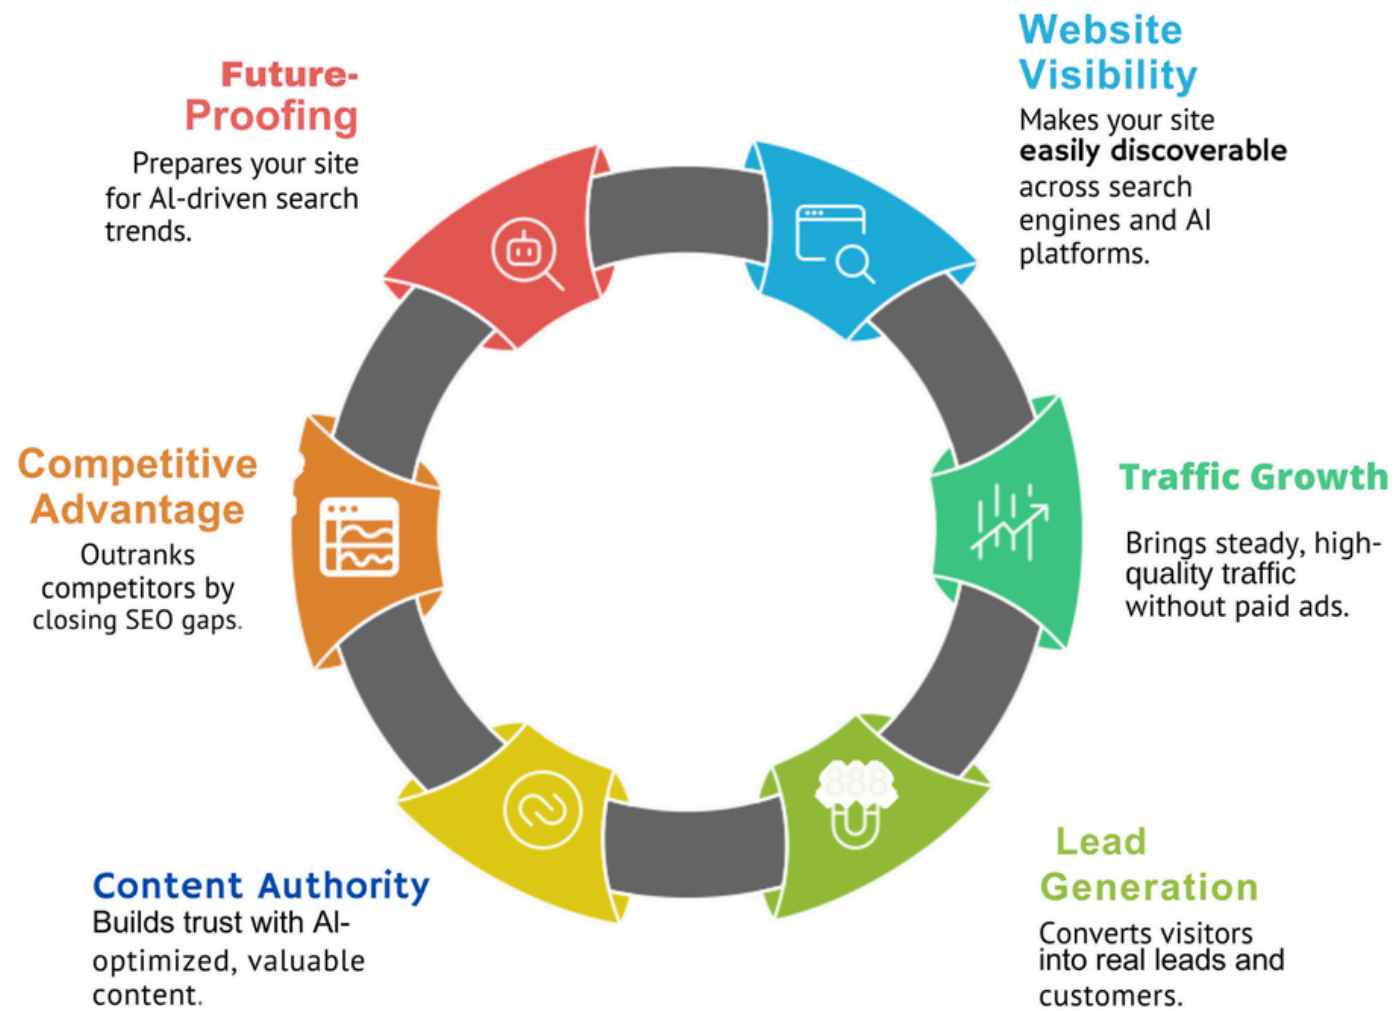 Future-
Proofing
Prepares your site
for AI-driven search
trends.
Website
Visibility
Makes your site
easily discoverable
across search
engines and AI
platforms.
Competitive
Advantage
Outranks
competitors by
closing SEO gaps.
Traffic Growth
Brings steady, high-
quality traffic
without paid ads.
888
Content Authority
Builds trust with AI-
optimized, valuable
content.
Lead
Generation
Converts visitors
into real leads and
customers.